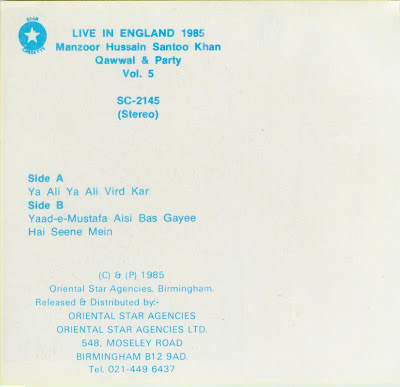 STAR
CASSETTE
LIVE IN ENGLAND 1985
Manzoor Hussain Santoo Khan
Qawwal & Party
Vol. 5
SC-2145
(Stereo)
Side A
Ya Ali Ya Ali Vird Kar
Side B
Yaad-e-Mustafa Aisi Bas Gayee
Hai Seene Mein
(C) & (P) 1985
Oriental Star Agencies, Birmingham.
Released & Distributed by:-
ORIENTAL STAR AGENCIES
ORIENTAL STAR AGENCIES LTD.
548, MOSELEY ROAD
BIRMINGHAM B12 9AD.
Tel. 021-449 6437